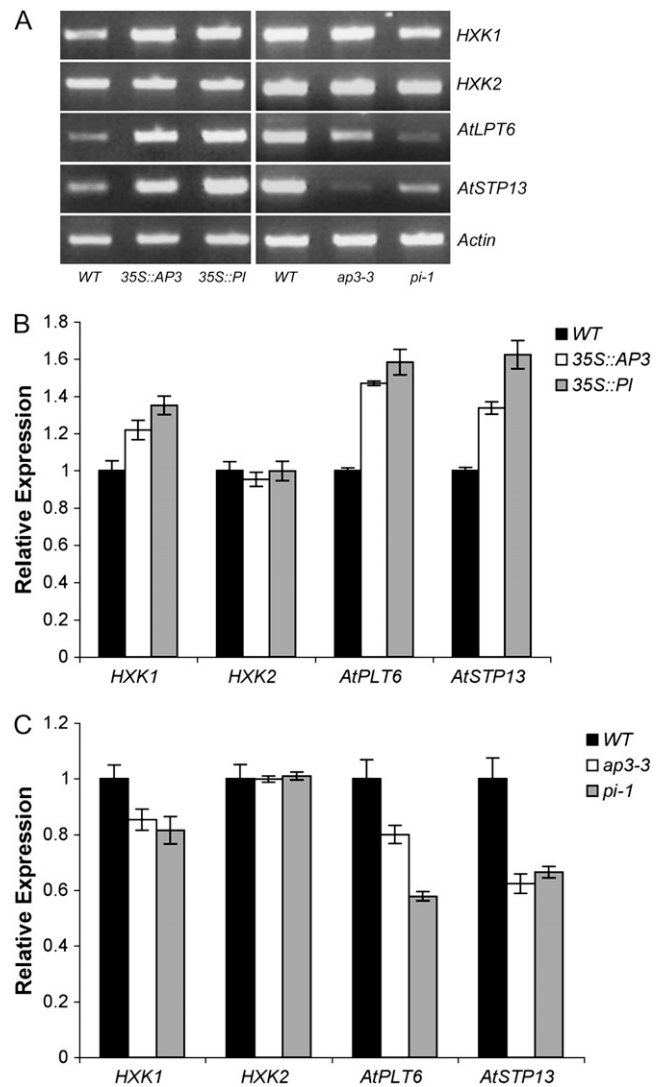 A
HXK1
HXK2
AtLPT6
AtSTP13
Actin
WT 35S::AP3 35S::PI WT ap3-3 pi-1
B
Relative Expression
1.8
1.6
1.4
1.2
1
0.8
0.6
0.4
0.2
0
HXK1 HXK2 AtPLT6 AtSTP13
WT
35S::AP3
35S::PI
C
Relative Expression
1.2
1
0.8
0.6
0.4
0.2
0
HXK1 HXK2 AtPLT6 AtSTP13
WT
ap3-3
pi-1